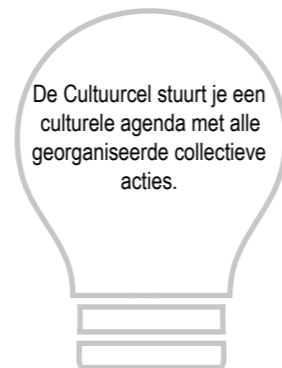 De Cultuurcel stuurt je een
culturele agenda met alle
georganiseerde collectieve
acties.